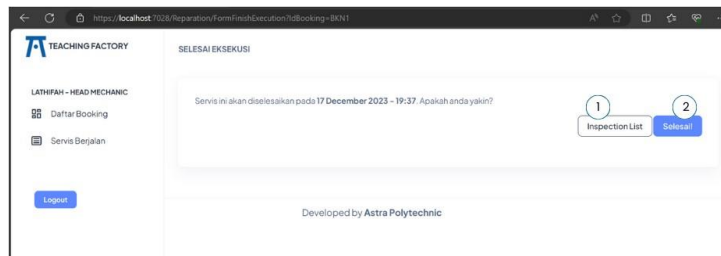 https://localhost:7028/Reparation/FormFinishExecution?IdBooking=BKN1
TEACHING FACTORY
SELESAI EKSEKUSI
LATHIFAH - HEAD MECHANIC
Daftar Booking
Servis Berjalan
Logout
Servis ini akan diselesaikan pada 17 December 2023 - 19:37. Apakah anda yakin?
1
2
Inspection List
Selesai!
Developed by Astra Polytechnic